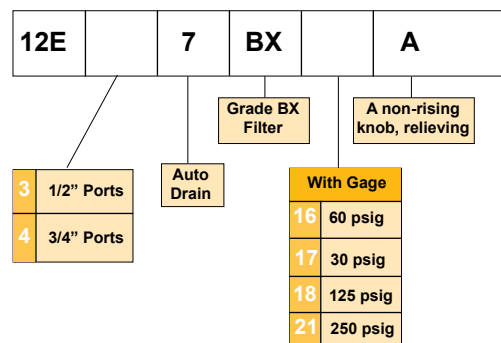 12E 7 BX A
Grade BX
Filter
A non-rising
knob, relieving
3 1/2” Ports
4 3/4” Ports
Auto
Drain
With Gage
16 60 psig
17 30 psig
18 125 psig
21 250 psig